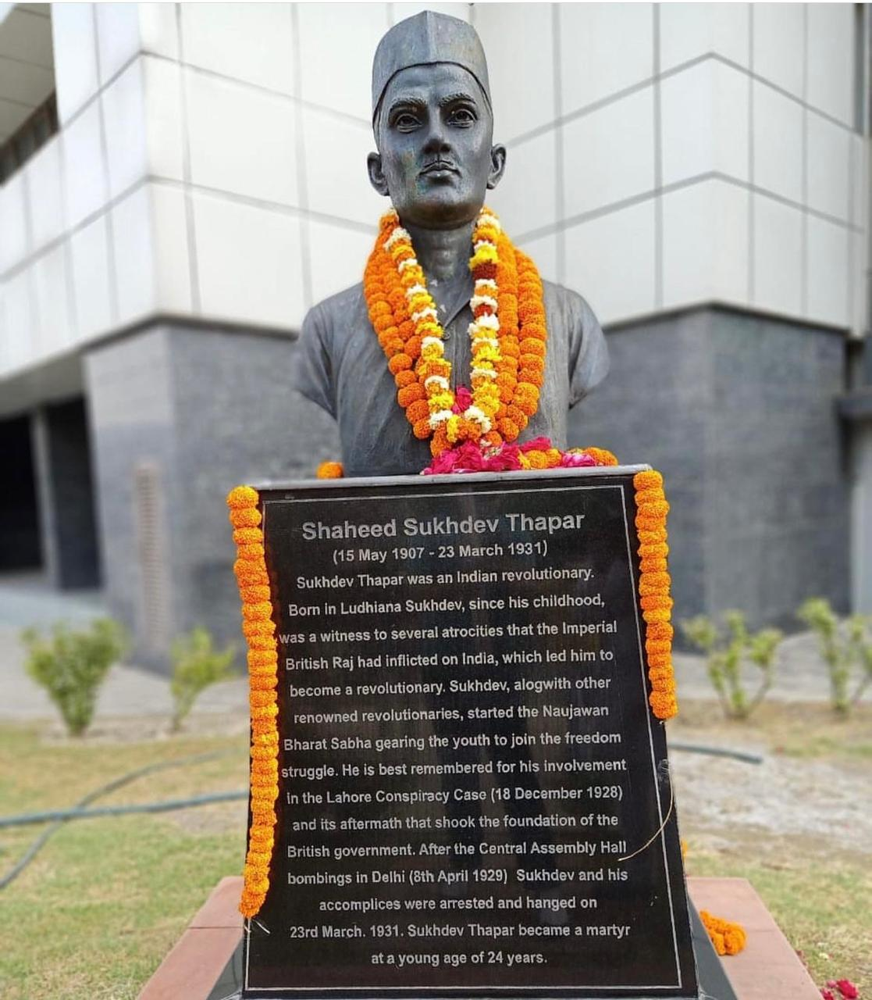 Shaheed Sukhdev Thapar
(15 May 1907 - 23 March 1931)
Sukhdev Thapar was an Indian revolutionary.
Born in Ludhiana Sukhdev, since his childhood,
was a witness to several atrocities that the Imperial
British Raj had inflicted on India, which led him to
become a revolutionary. Sukhdev, alogwith other
renowned revolutionaries, started the Naujawan
Bharat Sabha gearing the youth to join the freedom
struggle. He is best remembered for his involvement
in the Lahore Conspiracy Case (18 December 1928)
and its aftermath that shook the foundation of the
British government. After the Central Assembly Hall
bombings in Delhi (8th April 1929) Sukhdev and his
accomplices were arrested and hanged on
23rd March. 1931. Sukhdev Thapar became a martyr
at a young age of 24 years.